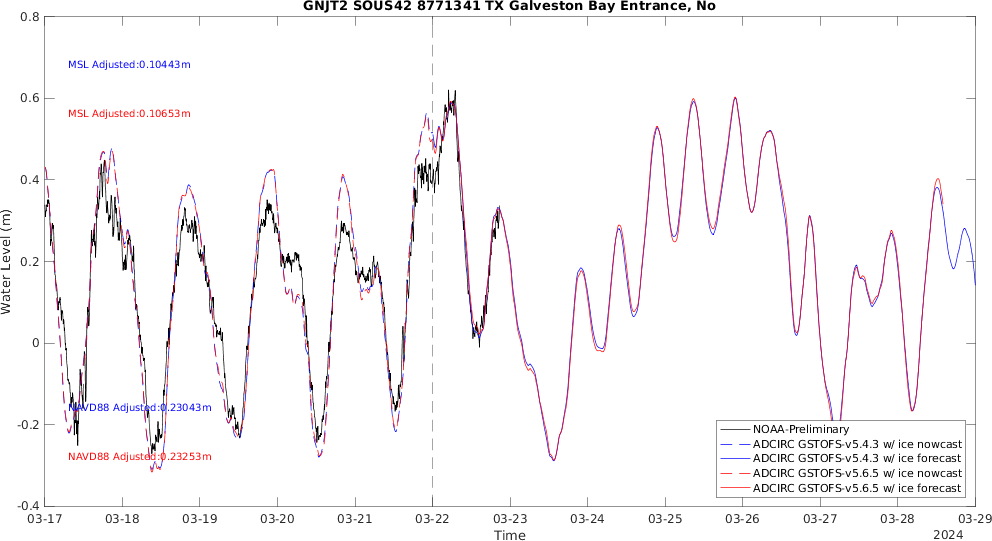 GNJT2 SOUS42 8771341 TX Galveston Bay Entrance, No
0.8
0.6
0.4
0.2
0
-0.2
-0.4
Water Level (m)
MSL Adjusted:0.10443m
MSL Adjusted:0.10653m
NAVD88 Adjusted:0.23043m
NAVD88 Adjusted:0.23253m
NOAA-Preliminary
ADCIRC GSTOFS-v5.4.3 w/ ice nowcast
ADCIRC GSTOFS-v5.4.3 w/ ice forecast
ADCIRC GSTOFS-v5.6.5 w/ ice nowcast
ADCIRC GSTOFS-v5.6.5 w/ ice forecast
03-17 03-18 03-19 03-20 03-21 03-22 03-23 03-24 03-25 03-26 03-27 03-28 03-29
Time
2024